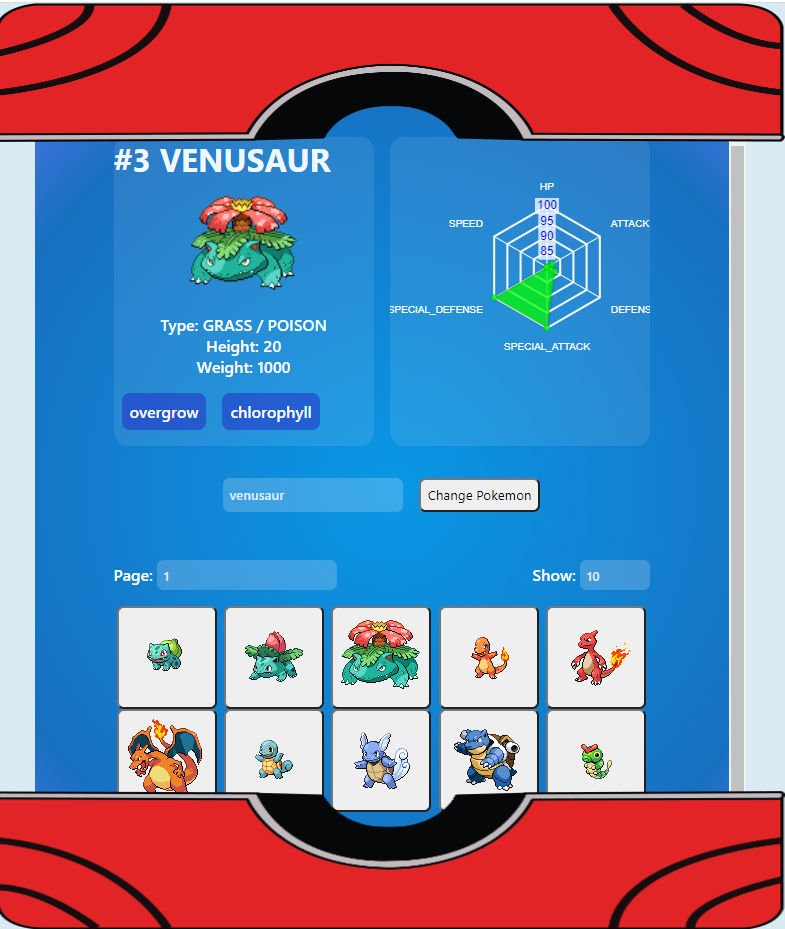 #3 VENUSAUR
Type: GRASS / POISON
Height: 20
Weight: 1000
overgrow
chlorophyll
HP
100
95
90
85
SPEED
ATTACK
SPECIAL_DEFENSE
DEFENS
SPECIAL_ATTACK
venusaur
Change Pokemon
Page: 1
Show: 10